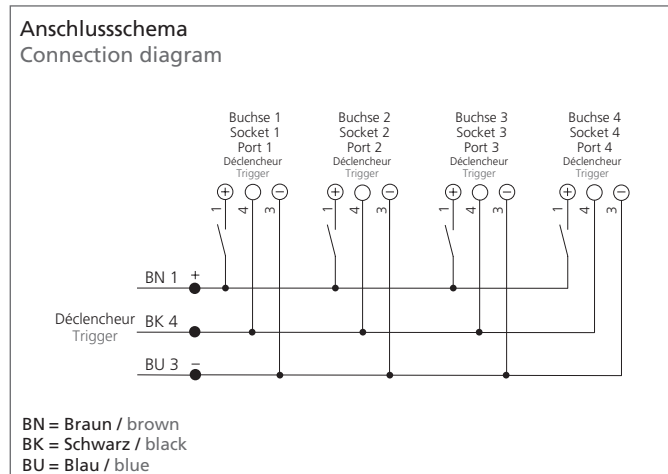 Anschlussschema
Connection diagram
Buchse 1 Buchse 2 Buchse 3 Buchse 4
Socket 1 Socket 2 Socket 3 Socket 4
Port 1 Port 2 Port 3 Port 4
Déclencheur Déclencheur Déclencheur Déclencheur
Trigger Trigger Trigger Trigger
+ − + − + − + −
1 4 3 1 4 3 1 4 3 1 4 3
BN 1 +
Déclencheur BK 4
Trigger
BU 3 −
BN = Braun / brown
BK = Schwarz / black
BU = Blau / blue